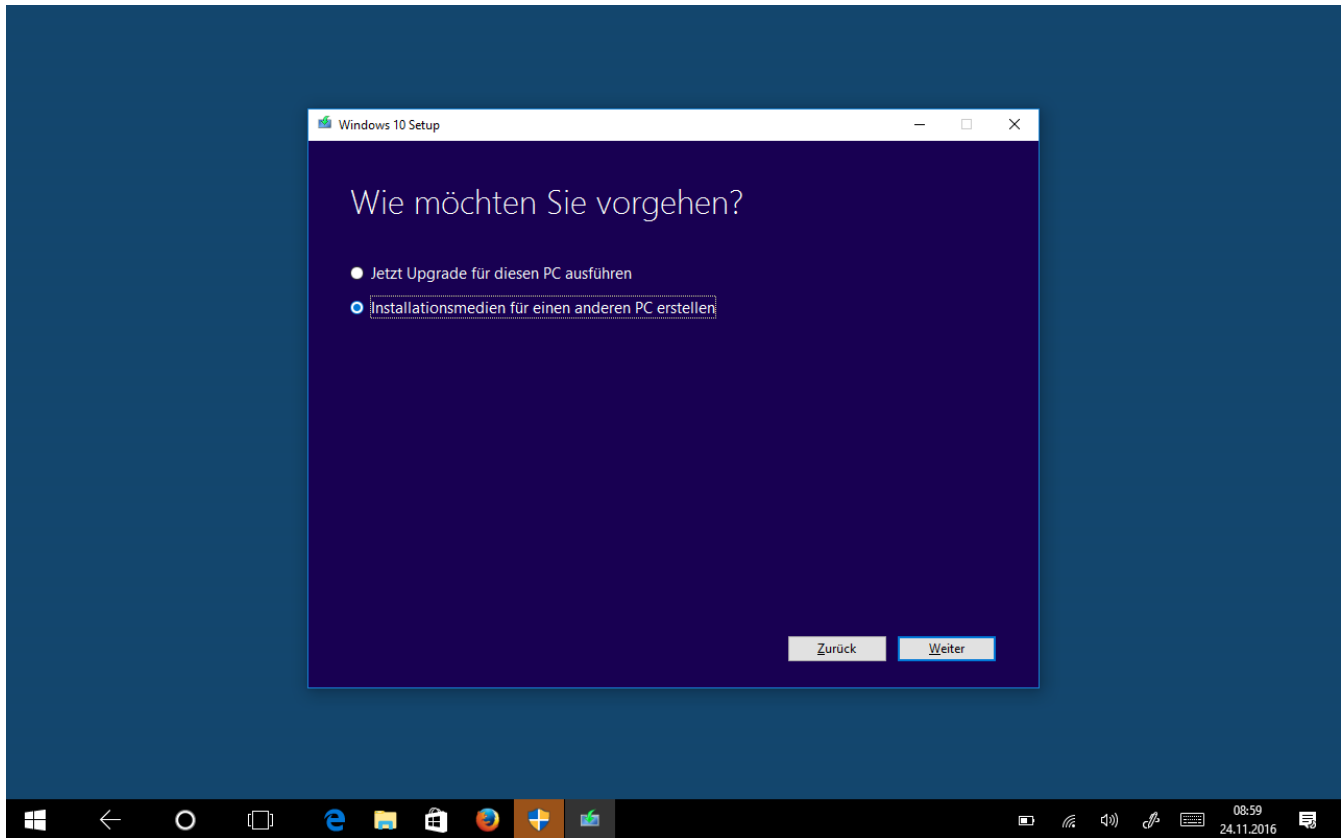 Windows 10 Setup
Wie möchten Sie vorgehen?
Jetzt Upgrade für diesen PC ausführen
Installationsmedien für einen anderen PC erstellen
Zurück
Weiter
08:59
24.11.2016